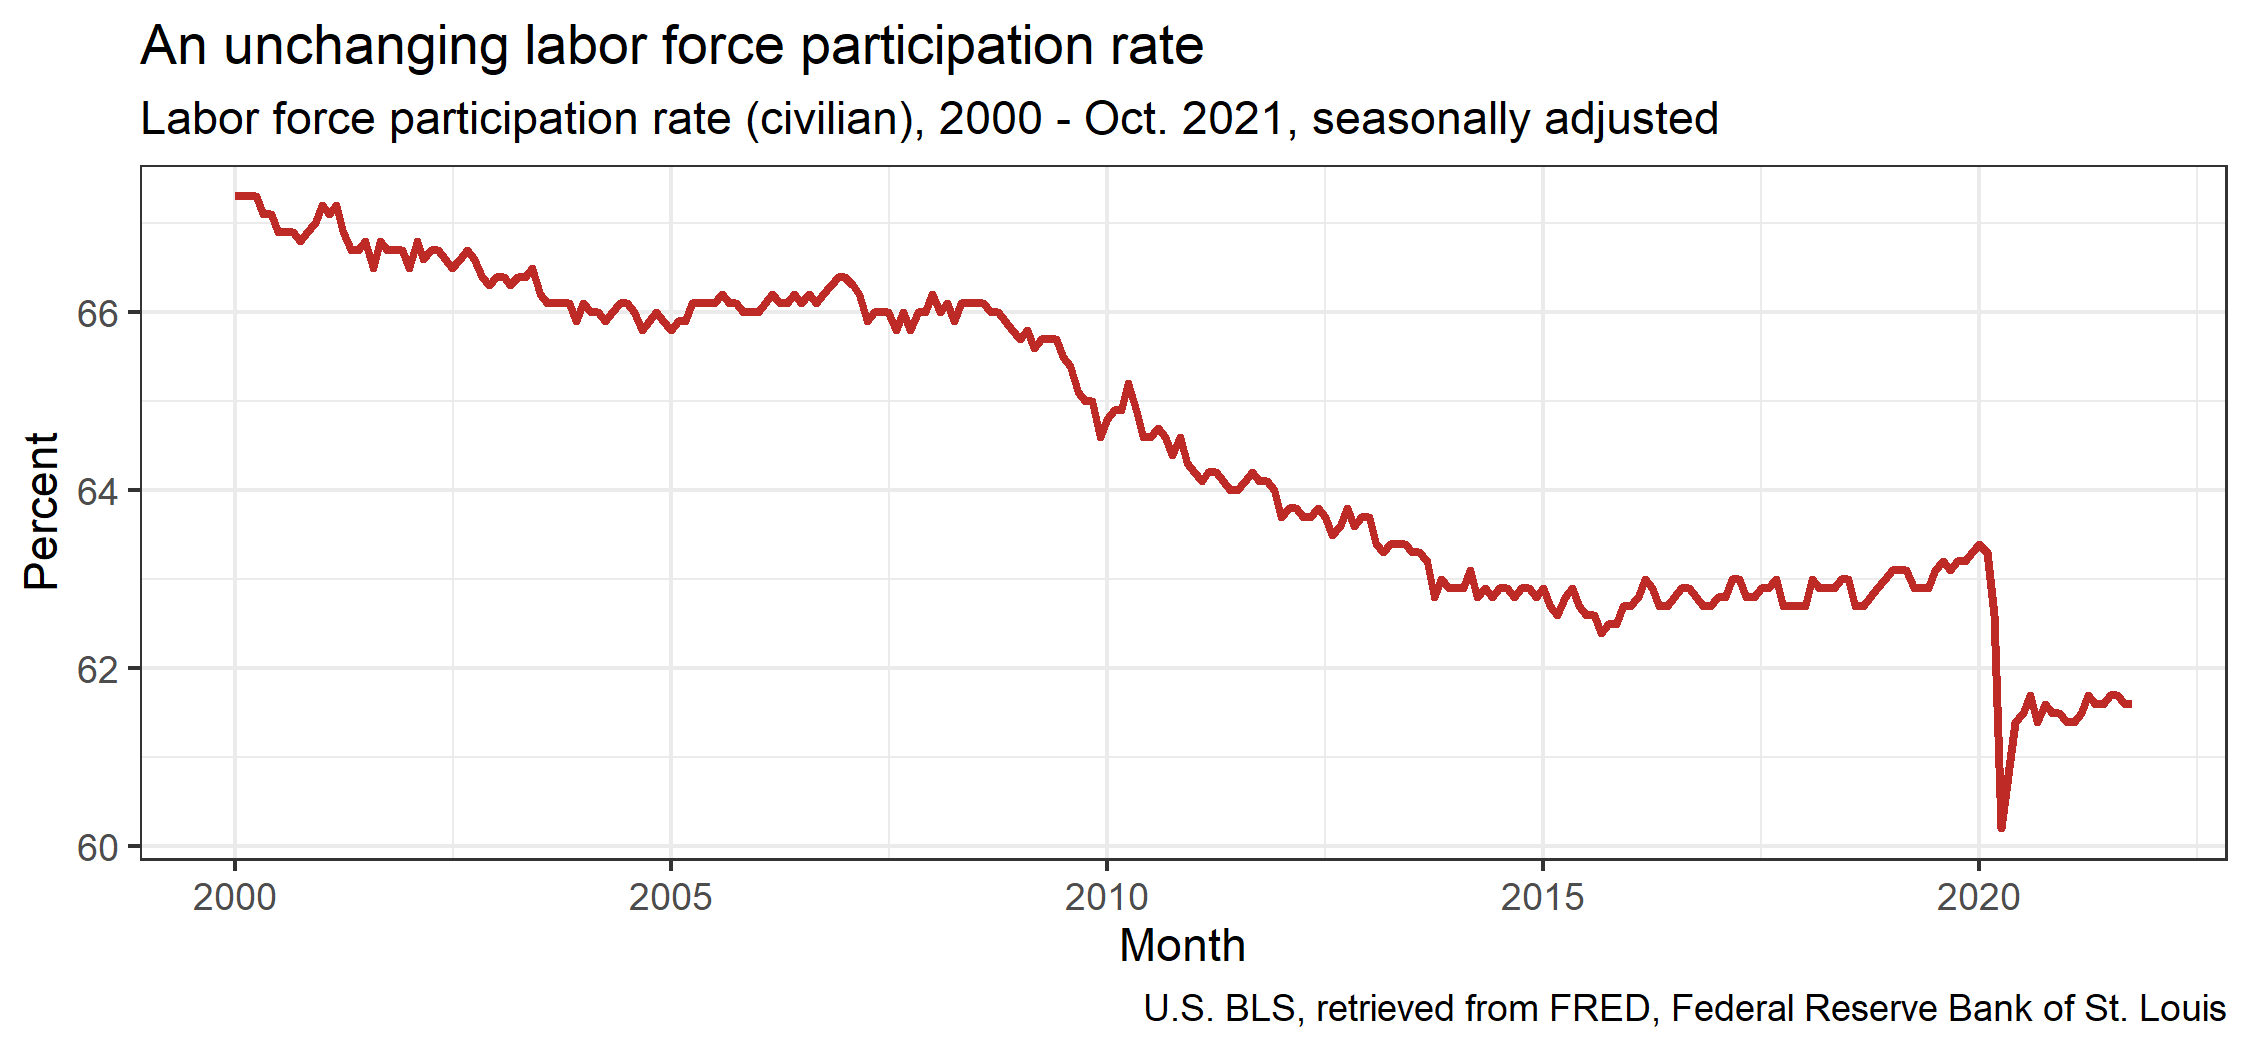 An unchanging labor force participation rate
Labor force participation rate (civilian), 2000 - Oct. 2021, seasonally adjusted
Percent
66
64
62
60
2000 2005 2010 2015 2020
Month
U.S. BLS, retrieved from FRED, Federal Reserve Bank of St. Louis